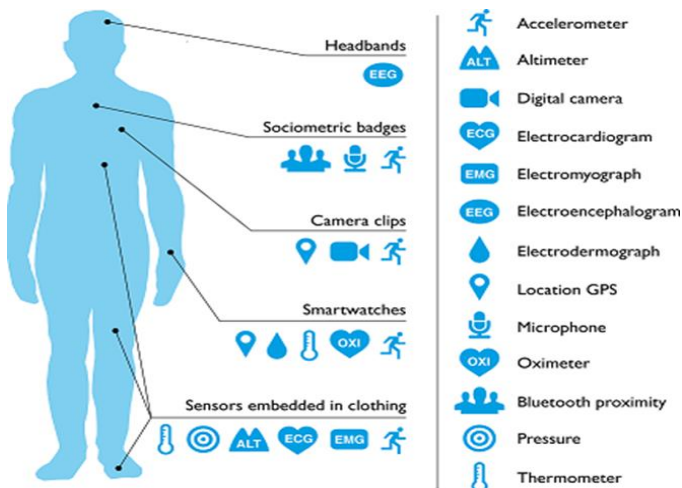 Headbands
EEG
Sociometric badges
Camera clips
Smartwatches
OXI
Sensors embedded in clothing
ALT
ECG
EMG
Accelerometer
ALT
Altimeter
Digital camera
ECG
Electrocardiogram
EMG
Electromyograph
EEG
Electroencephalogram
Electrodermograph
Location GPS
Microphone
OXI
Oximeter
Bluetooth proximity
Pressure
Thermometer